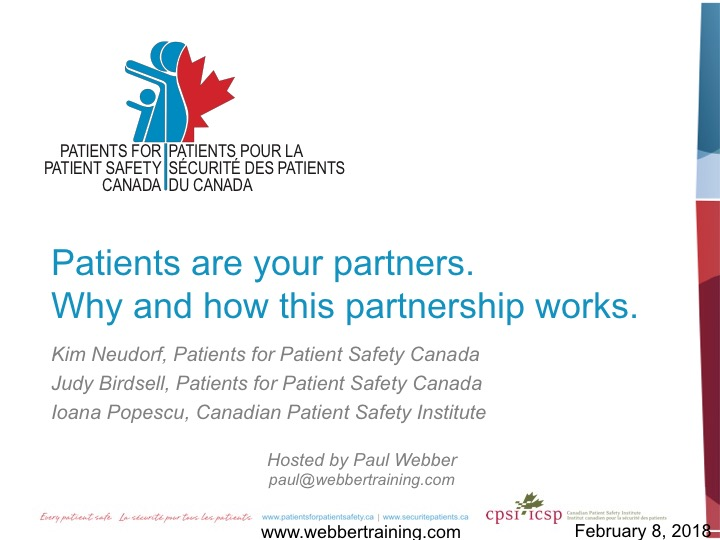 PATIENTS FOR PATIENTS POUR LA
PATIENT SAFETY SÉCURITÉ DES PATIENTS
CANADA DU CANADA
Patients are your partners.
Why and how this partnership works.
Kim Neudorf, Patients for Patient Safety Canada
Judy Birdsell, Patients for Patient Safety Canada
Ioana Popescu, Canadian Patient Safety Institute
Hosted by Paul Webber
paul@webbertraining.com
Every patient safe La sécurité pour tous les patients www.patientsforpatientsafety.ca | www.securitepatients.ca cpsi icsp Canadian Patient Safety Institute
Institut canadien pour la sécurité des patients
www.webbertraining.com February 8, 2018